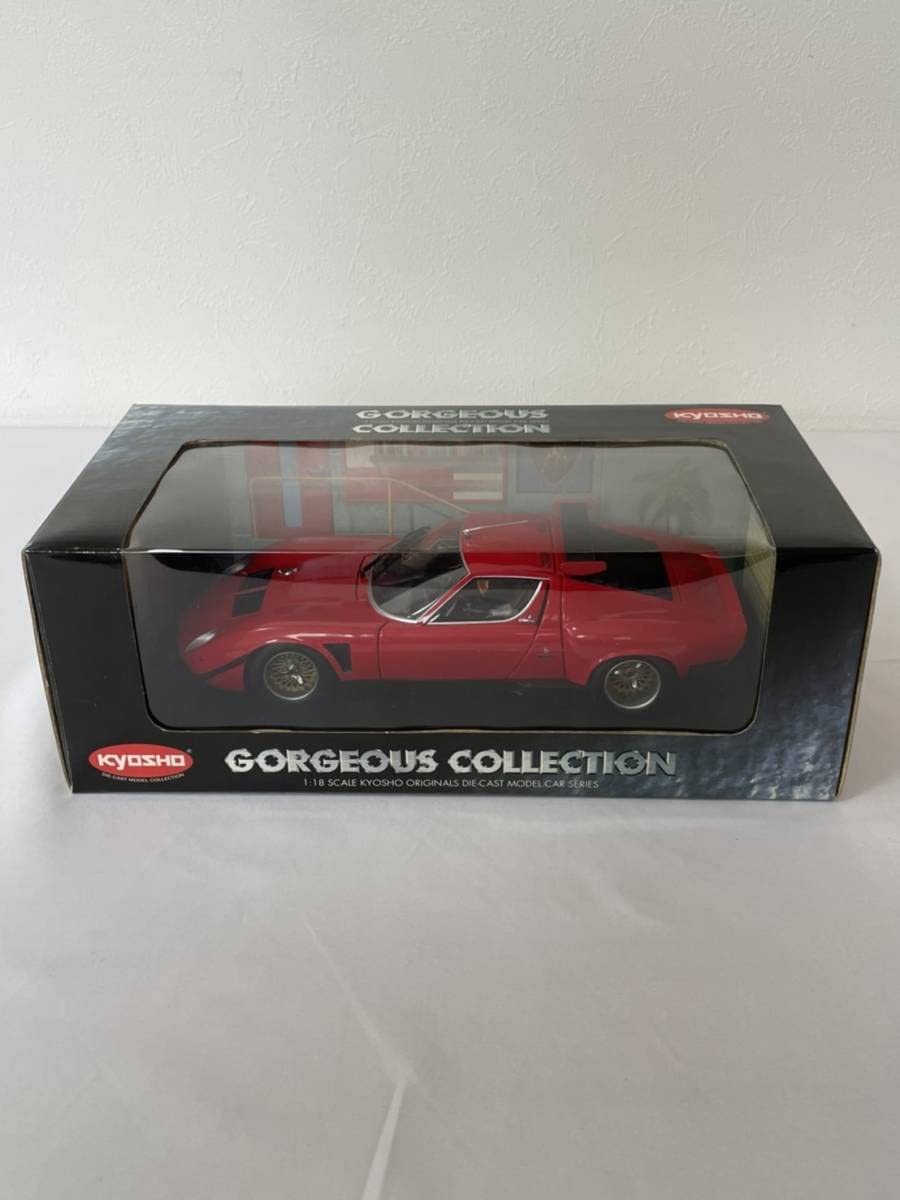 GORGEOUS
COLLECTION
KYOSHO
KYOSHO
DIE-CAST MODEL COLLECTION
GORGEOUS COLLECTION
1:18 SCALE KYOSHO ORIGINALS DIE-CAST MODEL CAR SERIES